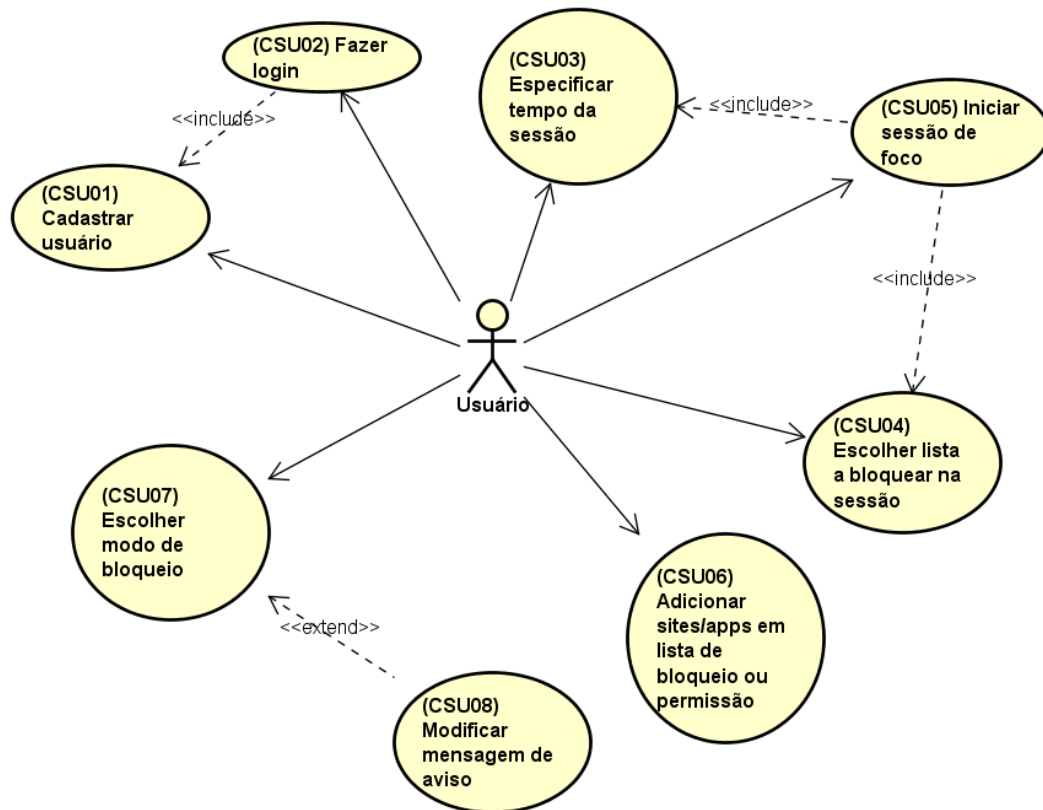 (CSU02) Fazer
login
(CSU03)
Especificar
tempo da
sessão
<<include>>
(CSU05) Iniciar
sessão de
foco
<<include>>
(CSU01)
Cadastrar
usuário
<<include>>
Usuário
(CSU04)
Escolher lista
a bloquear na
sessão
(CSU07)
Escolher
modo de
bloqueio
(CSU06)
Adicionar
sites/apps em
lista de
bloqueio ou
permissão
<<extend>>
(CSU08)
Modificar
mensagem de
aviso